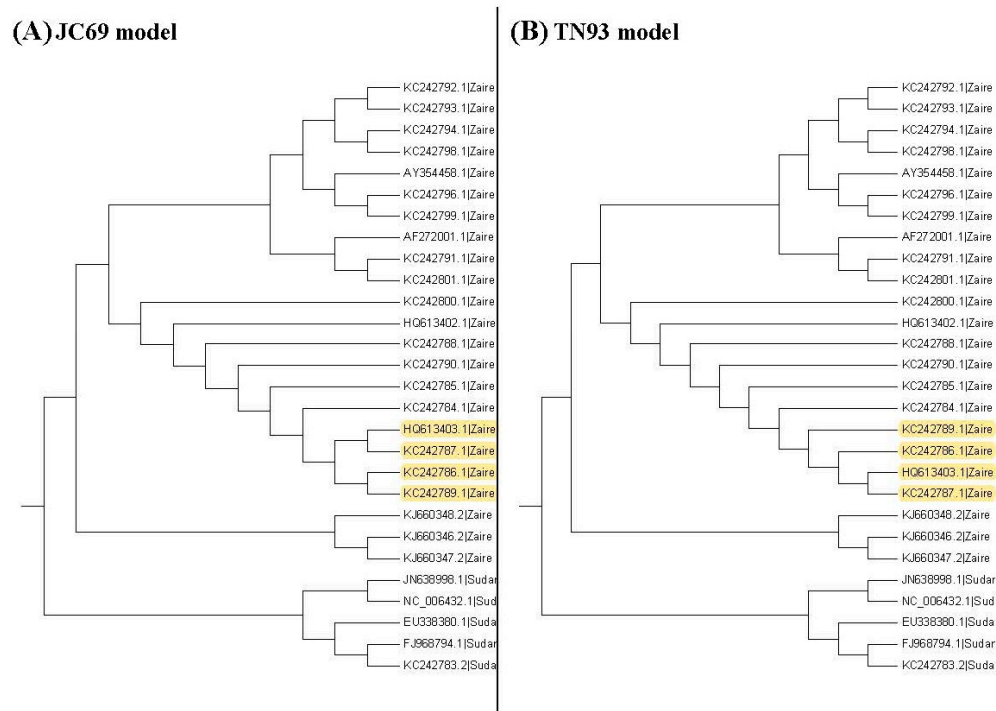 (A) JC69 model
KC242792.1|Zaire
KC242793.1|Zaire
KC242794.1|Zaire
KC242798.1|Zaire
AY354458.1|Zaire
KC242796.1|Zaire
KC242799.1|Zaire
AF272001.1|Zaire
KC242791.1|Zaire
KC242801.1|Zaire
KC242800.1|Zaire
HQ613402.1|Zaire
KC242788.1|Zaire
KC242790.1|Zaire
KC242785.1|Zaire
KC242784.1|Zaire
HQ613403.1|Zaire
KC242787.1|Zaire
KC242786.1|Zaire
KC242789.1|Zaire
KJ660348.2|Zaire
KJ660346.2|Zaire
KJ660347.2|Zaire
JN638998.1|Sudar
NC_006432.1|Sud
EU338380.1|Suda
FJ968794.1|Sudar
KC242783.2|Suda
(B) TN93 model
KC242792.1|Zaire
KC242793.1|Zaire
KC242794.1|Zaire
KC242798.1|Zaire
AY354458.1|Zaire
KC242796.1|Zaire
KC242799.1|Zaire
AF272001.1|Zaire
KC242791.1|Zaire
KC242801.1|Zaire
KC242800.1|Zaire
HQ613402.1|Zaire
KC242788.1|Zaire
KC242790.1|Zaire
KC242785.1|Zaire
KC242784.1|Zaire
KC242789.1|Zaire
KC242786.1|Zaire
HQ613403.1|Zaire
KC242787.1|Zaire
KJ660348.2|Zaire
KJ660346.2|Zaire
KJ660347.2|Zaire
JN638998.1|Sudar
NC_006432.1|Sud
EU338380.1|Suda
FJ968794.1|Sudar
KC242783.2|Suda